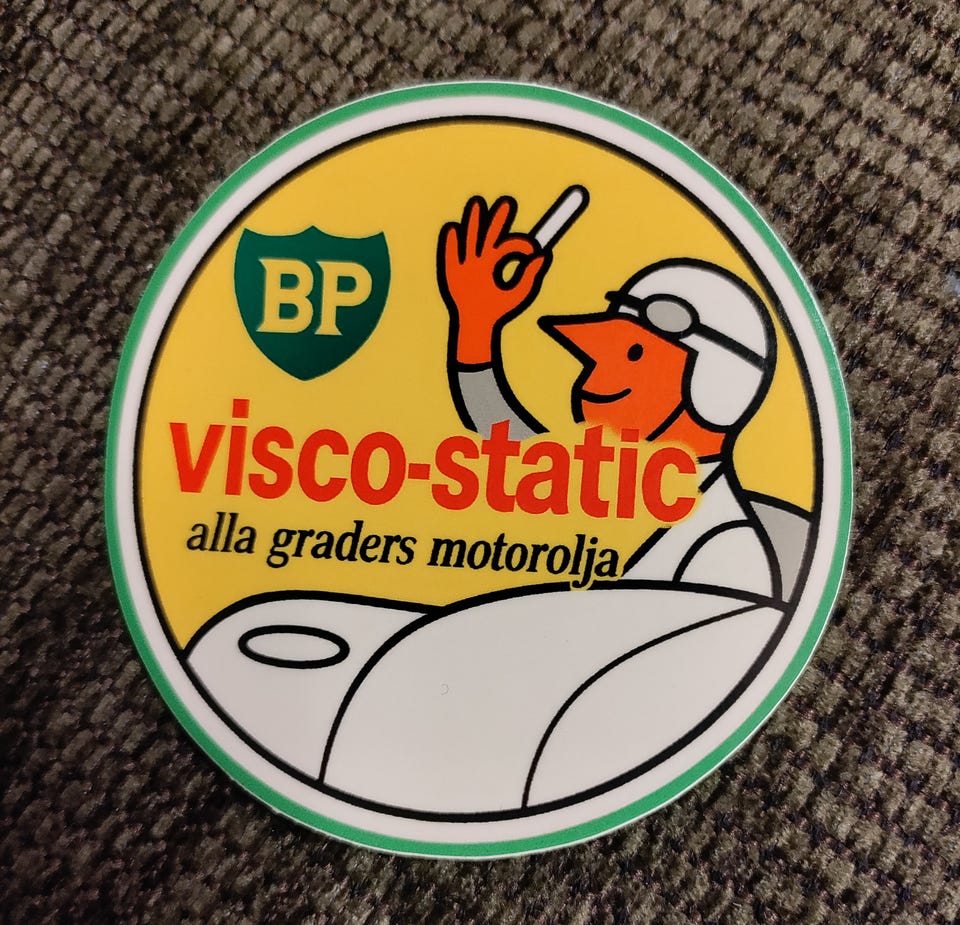 BP
visco-static
alla graders motorolja